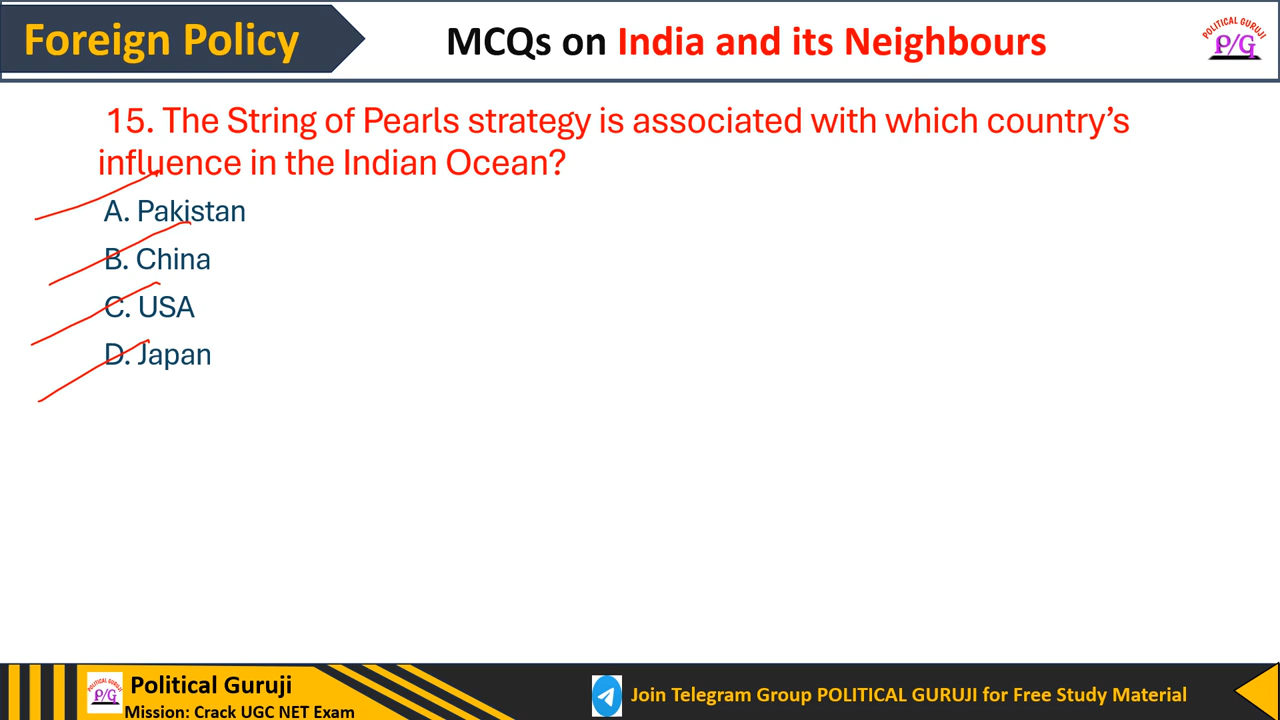 Foreign Policy
MCQs on India and its Neighbours
POLITICAL GURUJI
P/G
15. The String of Pearls strategy is associated with which country’s
influence in the Indian Ocean?
A. Pakistan
B. China
C. USA
D. Japan
POLITICAL GURUJI
P/G
Political Guruji
Mission: Crack UGC NET Exam
Join Telegram Group POLITICAL GURUJI for Free Study Material